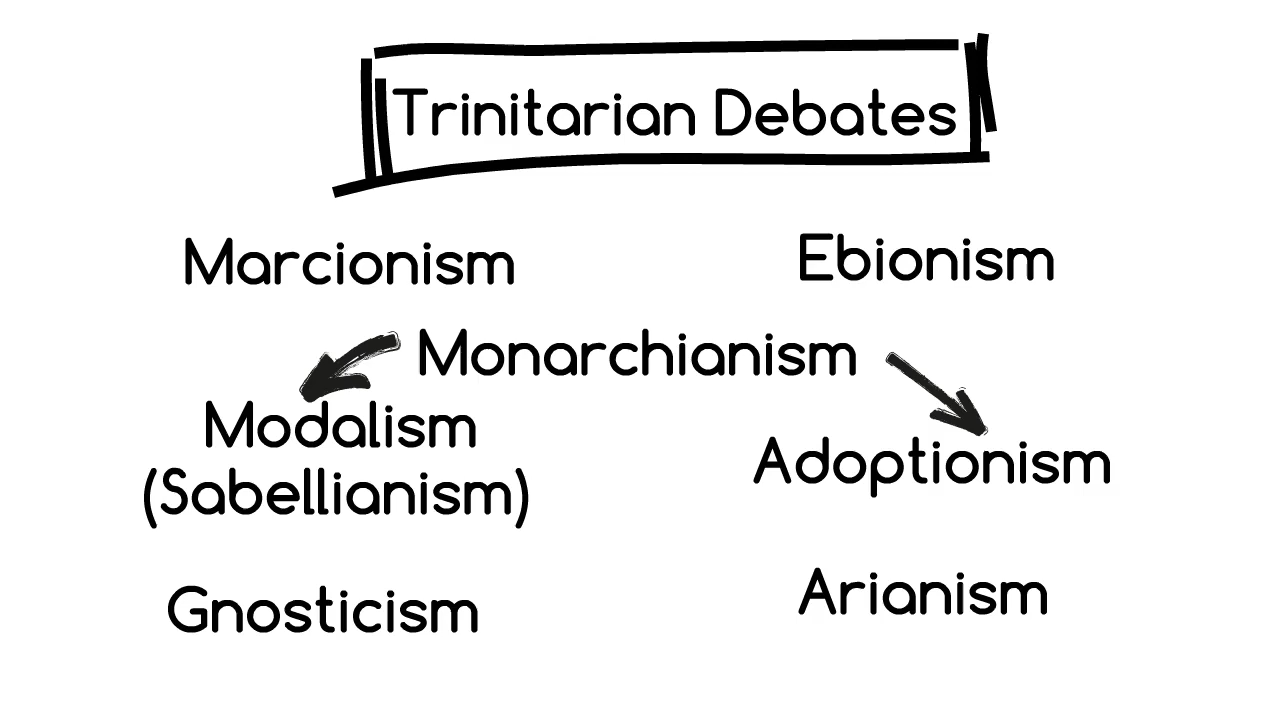 Trinitarian Debates
Marcionism
Ebionism
Monarchianism
Modalism
(Sabellianism)
Adoptionism
Gnosticism
Arianism